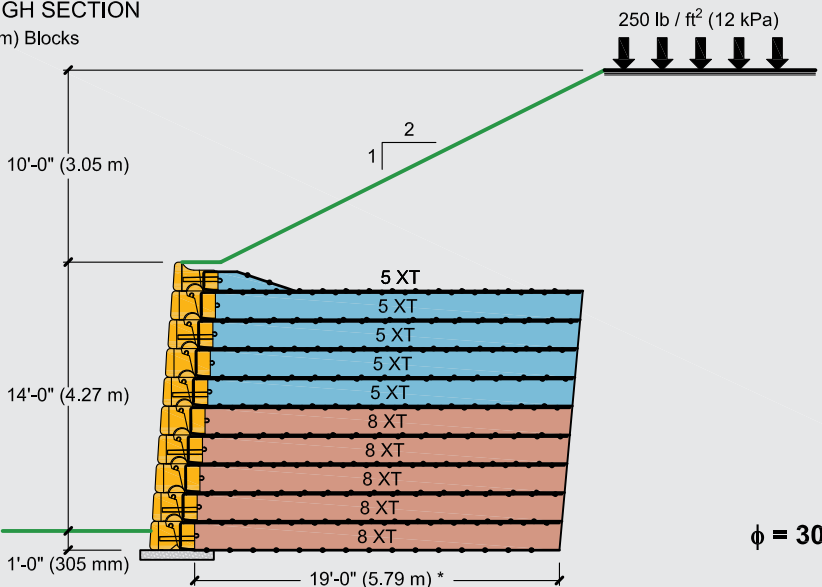 GH SECTION
m) Blocks
250 lb / ft² (12 kPa)
2
1
10'-0" (3.05 m)
5 XT
5 XT
5 XT
5 XT
5 XT
14'-0" (4.27 m)
8 XT
8 XT
8 XT
8 XT
8 XT
ϕ = 30
1'-0" (305 mm)
19'-0" (5.79 m) *